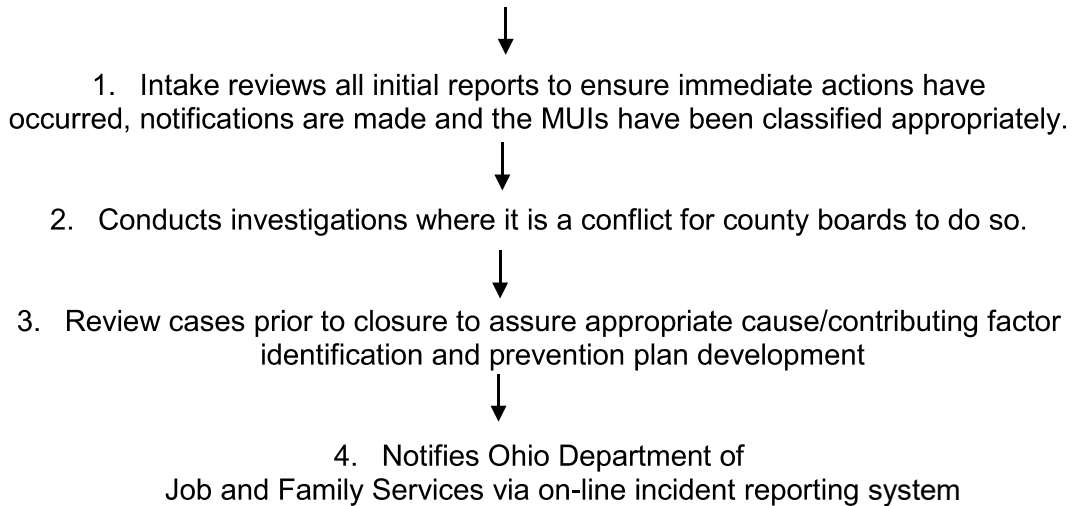 1. Intake reviews all initial reports to ensure immediate actions have
occurred, notifications are made and the MUIs have been classified appropriately.
2. Conducts investigations where it is a conflict for county boards to do so.
3. Review cases prior to closure to assure appropriate cause/contributing factor
identification and prevention plan development
4. Notifies Ohio Department of
Job and Family Services via on-line incident reporting system